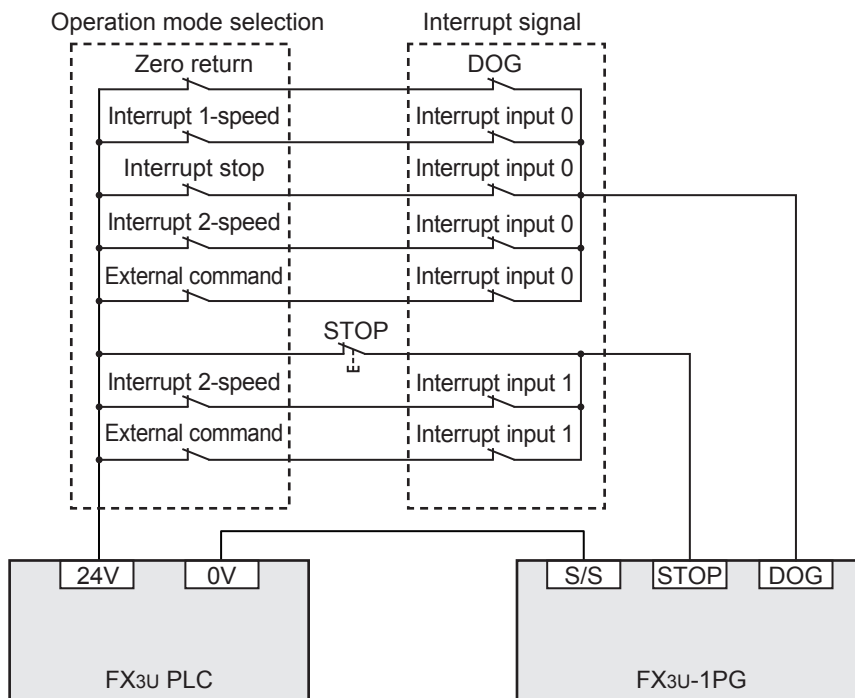 Operation mode selection Interrupt signal
Zero return DOG
Interrupt 1-speed Interrupt input 0
Interrupt stop Interrupt input 0
Interrupt 2-speed Interrupt input 0
External command Interrupt input 0
STOP
Interrupt 2-speed Interrupt input 1
External command Interrupt input 1
24V 0V S/S STOP DOG
FX3U PLC FX3U-1PG